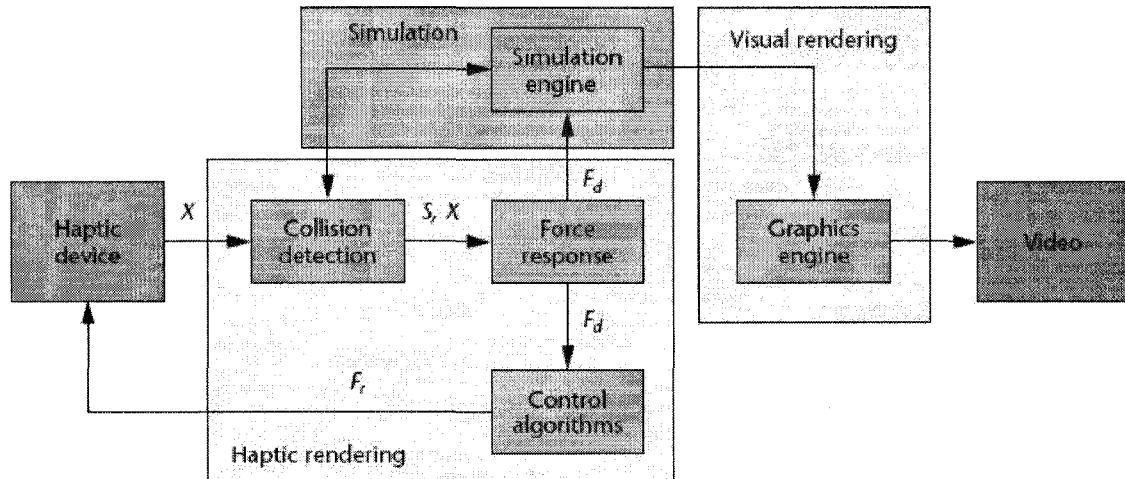 Simulation
Simulation
engine
Visual rendering
Haptic
device
X
Collision
detection
S, X
F_d
Force
response
Graphics
engine
Video
F_d
F_r
Control
algorithms
Haptic rendering